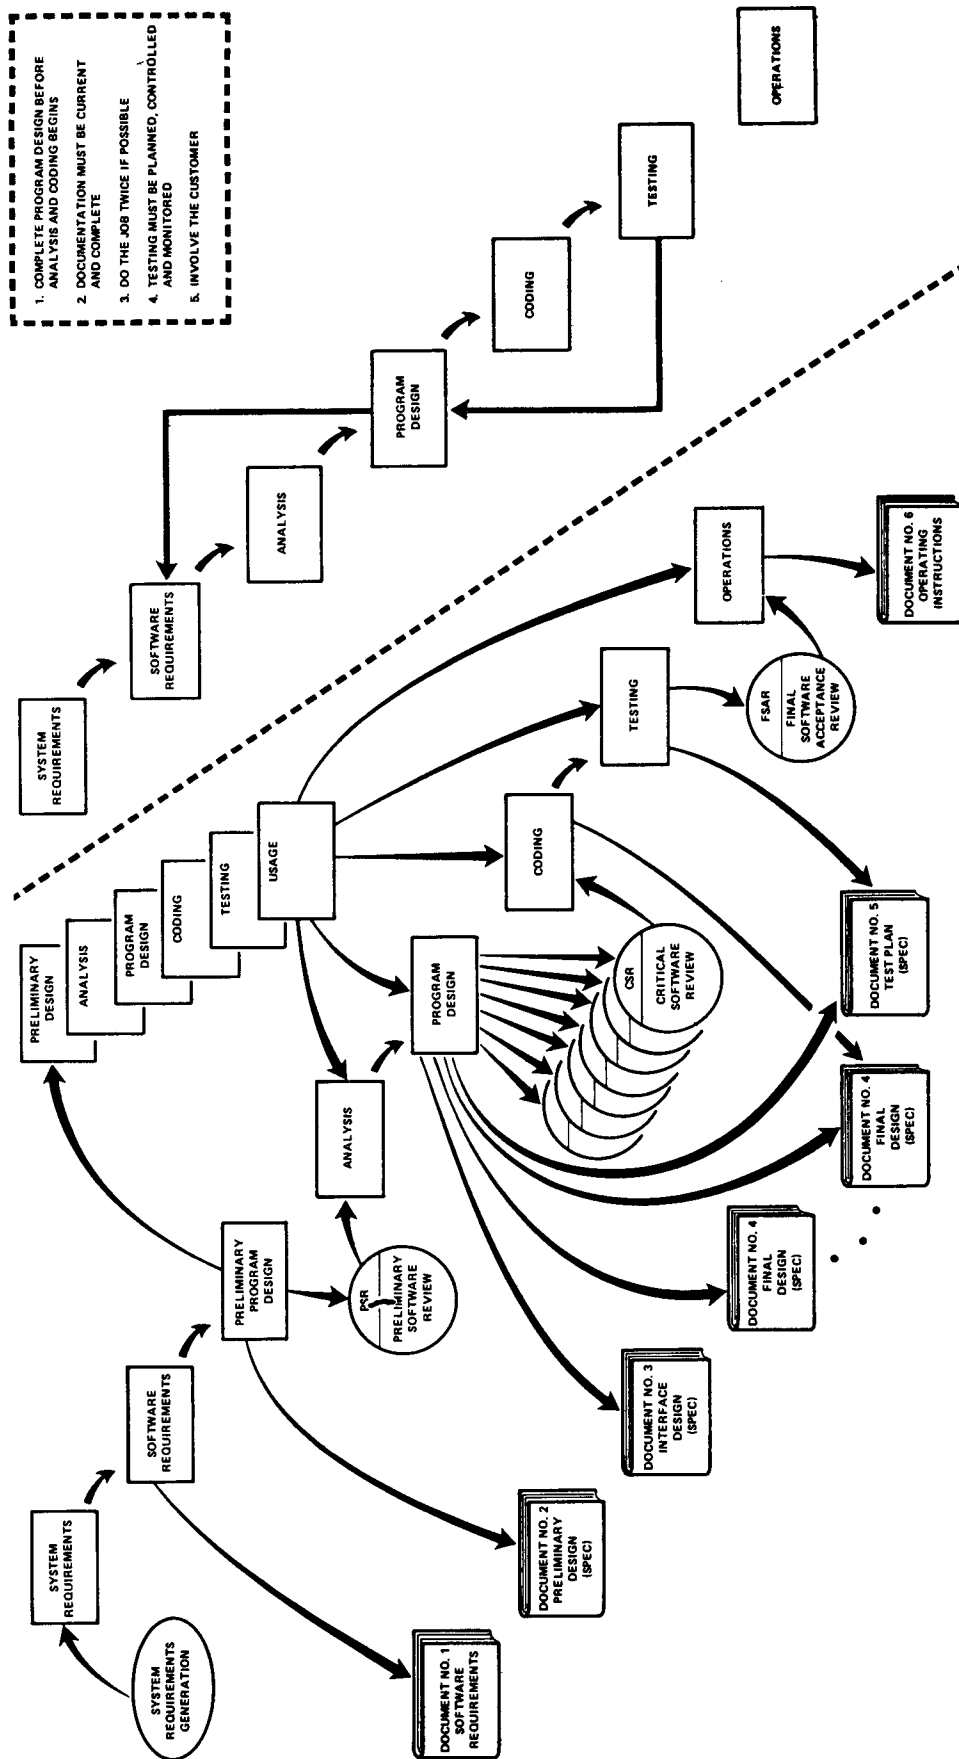 1. COMPLETE PROGRAM DESIGN BEFORE
ANALYSIS AND CODING BEGINS
2. DOCUMENTATION MUST BE CURRENT
AND COMPLETE
3. DO THE JOB TWICE IF POSSIBLE
4. TESTING MUST BE PLANNED, CONTROLLED
AND MONITORED
5. INVOLVE THE CUSTOMER
SYSTEM
REQUIREMENTS
SOFTWARE
REQUIREMENTS
ANALYSIS
PROGRAM
DESIGN
CODING
TESTING
OPERATIONS
SYSTEM
REQUIREMENTS
GENERATION
SYSTEM
REQUIREMENTS
SOFTWARE
REQUIREMENTS
PRELIMINARY
PROGRAM
DESIGN
PSR
PRELIMINARY
SOFTWARE
REVIEW
PRELIMINARY
DESIGN
ANALYSIS
PROGRAM
DESIGN
CODING
TESTING
USAGE
ANALYSIS
PROGRAM
DESIGN
CSR
CRITICAL
SOFTWARE
REVIEW
CODING
TESTING
FSAR
FINAL
SOFTWARE
ACCEPTANCE
REVIEW
OPERATIONS
DOCUMENT NO. 1
SOFTWARE
REQUIREMENTS
DOCUMENT NO. 2
PRELIMINARY
DESIGN
(SPEC)
DOCUMENT NO. 3
INTERFACE
DESIGN
(SPEC)
DOCUMENT NO. 4
FINAL
DESIGN
(SPEC)
DOCUMENT NO. 4
FINAL
DESIGN
(SPEC)
DOCUMENT NO. 5
TEST PLAN
(SPEC)
DOCUMENT NO. 6
OPERATING
INSTRUCTIONS